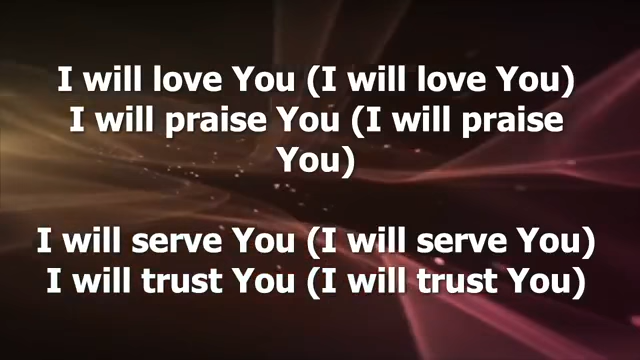 I will love You (I will love You)
I will praise You (I will praise
You)
I will serve You (I will serve You)
I will trust You (I will trust You)